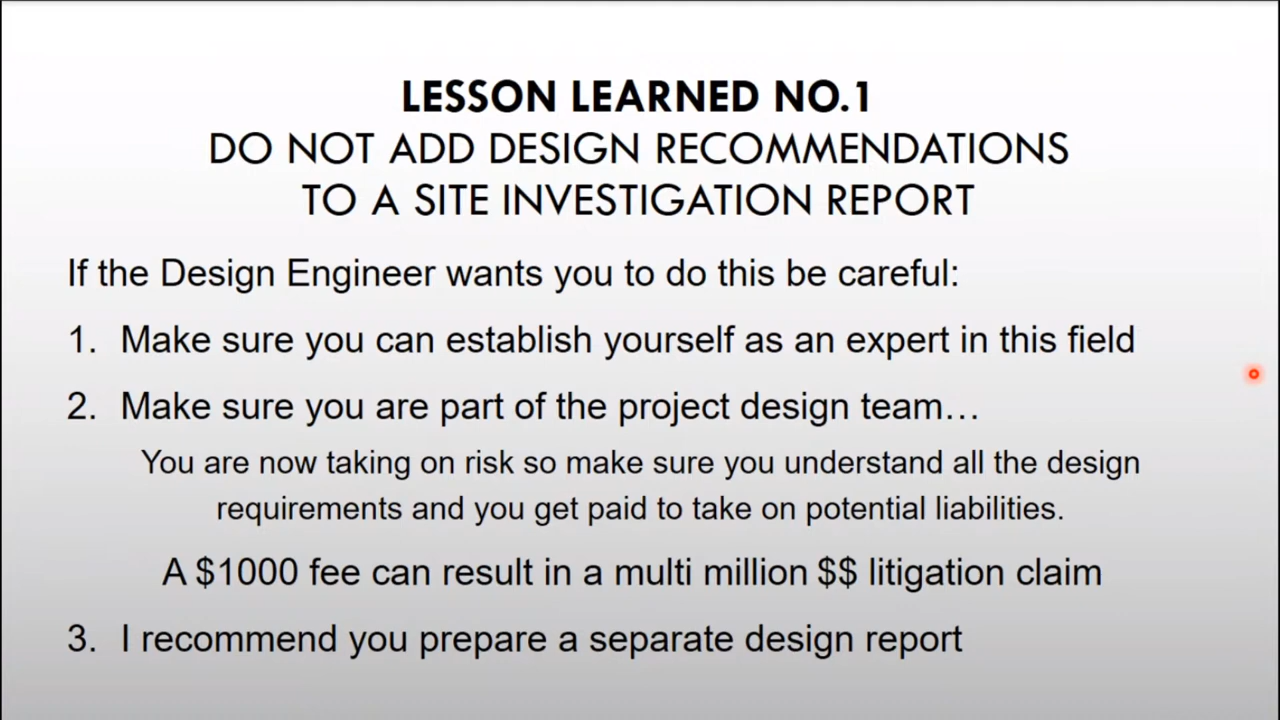 LESSON LEARNED NO.1
DO NOT ADD DESIGN RECOMMENDATIONS
TO A SITE INVESTIGATION REPORT
If the Design Engineer wants you to do this be careful:
1. Make sure you can establish yourself as an expert in this field
2. Make sure you are part of the project design team…
You are now taking on risk so make sure you understand all the design
requirements and you get paid to take on potential liabilities.
A $1000 fee can result in a multi million $$ litigation claim
3. I recommend you prepare a separate design report